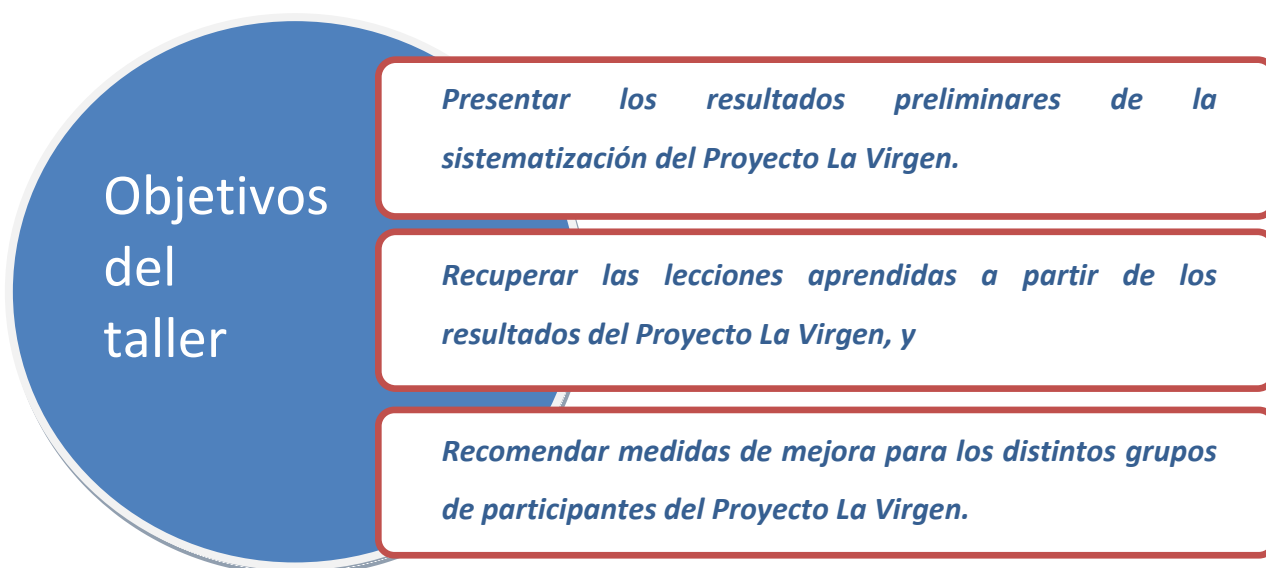 Objetivos
del
taller
Presentar los resultados preliminares de la
sistematización del Proyecto La Virgen.
Recuperar las lecciones aprendidas a partir de los
resultados del Proyecto La Virgen, y
Recomendar medidas de mejora para los distintos grupos
de participantes del Proyecto La Virgen.